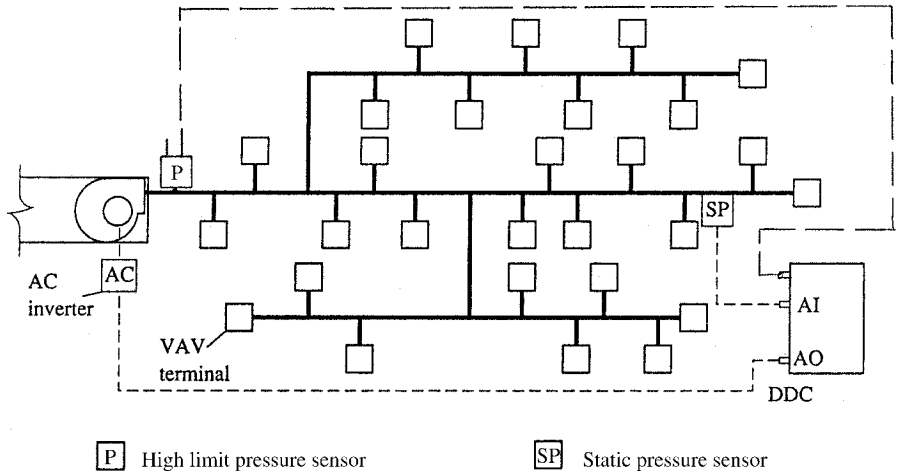 P
SP
AC
AC
inverter
AI
VAV
terminal
AO
DDC
P High limit pressure sensor
SP Static pressure sensor